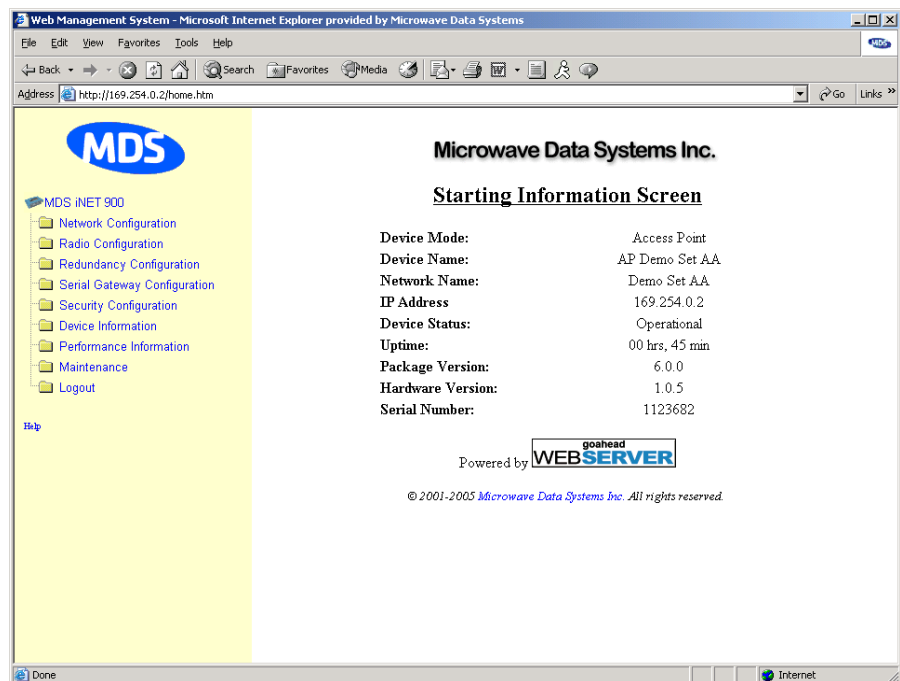 Web Management System - Microsoft Internet Explorer provided by Microwave Data Systems
File Edit View Favorites Tools Help
MDS
Back Search Favorites Media
Address http://169.254.0.2/home.htm Go Links »
MDS
MDS iNET 900
Network Configuration
Radio Configuration
Redundancy Configuration
Serial Gateway Configuration
Security Configuration
Device Information
Performance Information
Maintenance
Logout
Help
Microwave Data Systems Inc.
Starting Information Screen
Device Mode: Access Point
Device Name: AP Demo Set AA
Network Name: Demo Set AA
IP Address 169.254.0.2
Device Status: Operational
Uptime: 00 hrs, 45 min
Package Version: 6.0.0
Hardware Version: 1.0.5
Serial Number: 1123682
Powered by goahead WEBSERVER
© 2001-2005 Microwave Data Systems Inc. All rights reserved.
Done Internet